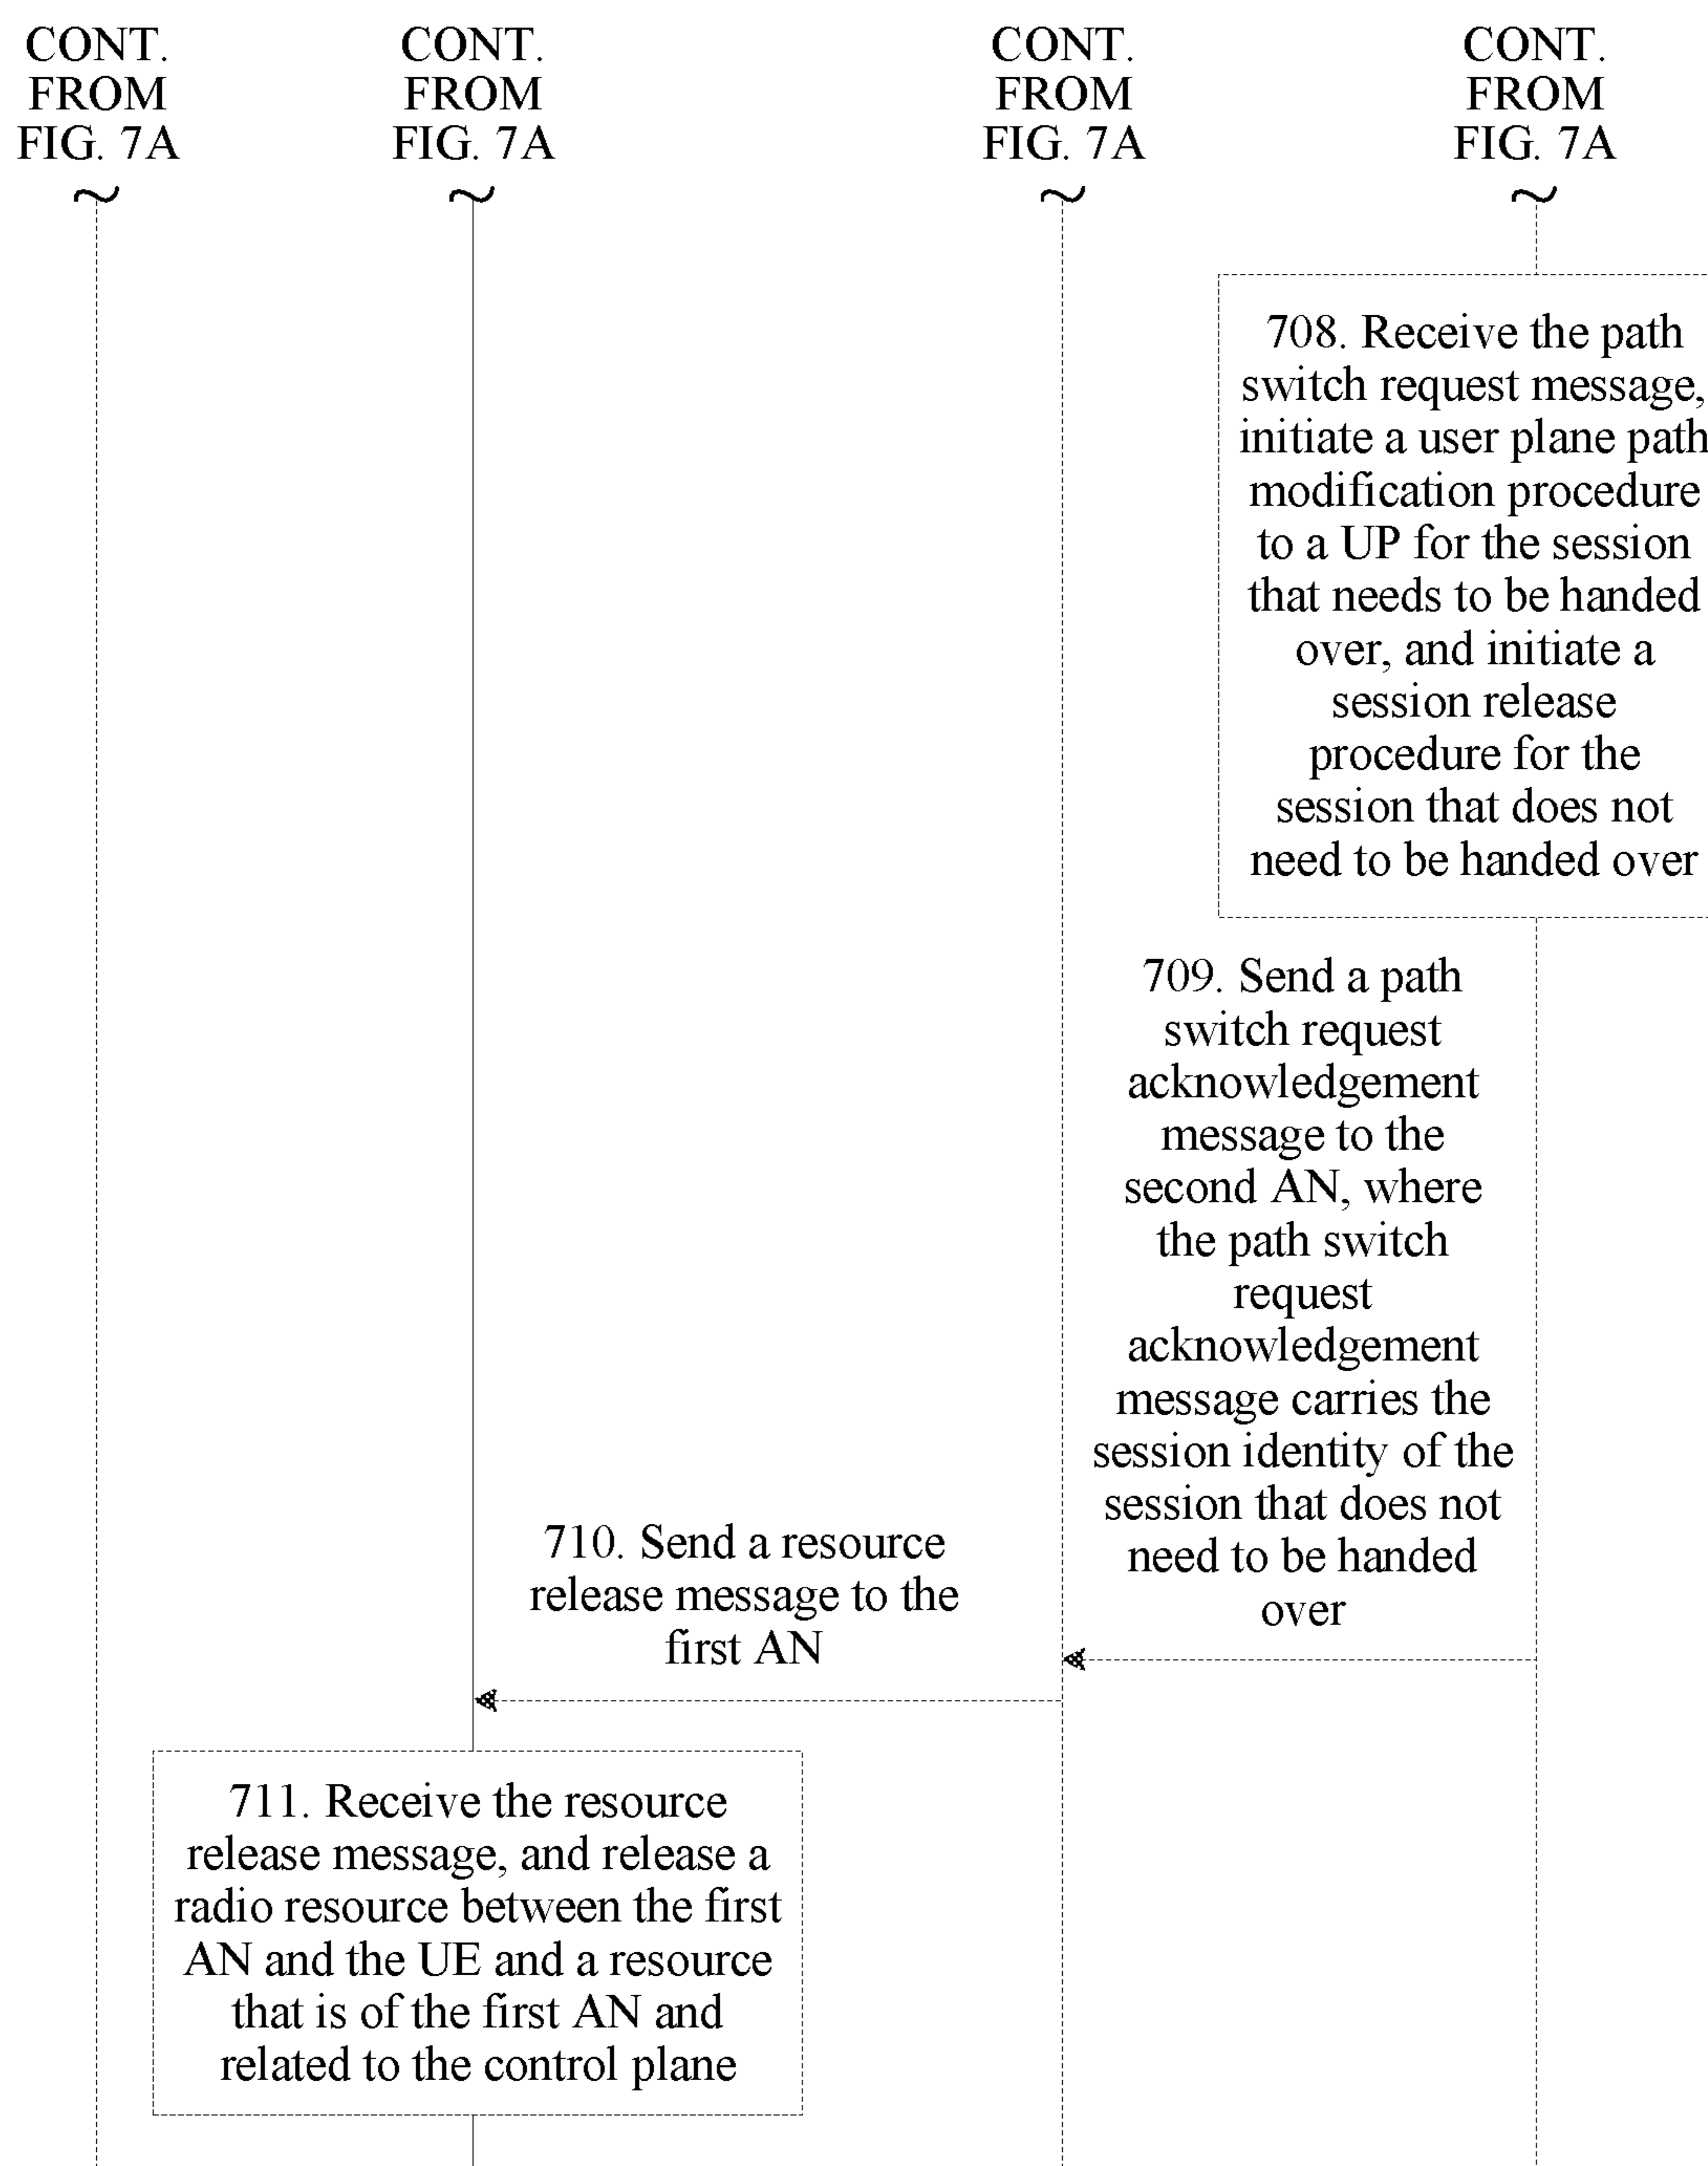 CONT.
FROM
FIG. 7A
CONT.
FROM
FIG. 7A
CONT.
FROM
FIG. 7A
CONT.
FROM
FIG. 7A
708. Receive the path
switch request message,
initiate a user plane path
modification procedure
to a UP for the session
that needs to be handed
over, and initiate a
session release
procedure for the
session that does not
need to be handed over
709. Send a path
switch request
acknowledgement
message to the
second AN, where
the path switch
request
acknowledgement
message carries the
session identity of the
session that does not
need to be handed
over
710. Send a resource
release message to the
first AN
711. Receive the resource
release message, and release a
radio resource between the first
AN and the UE and a resource
that is of the first AN and
related to the control plane